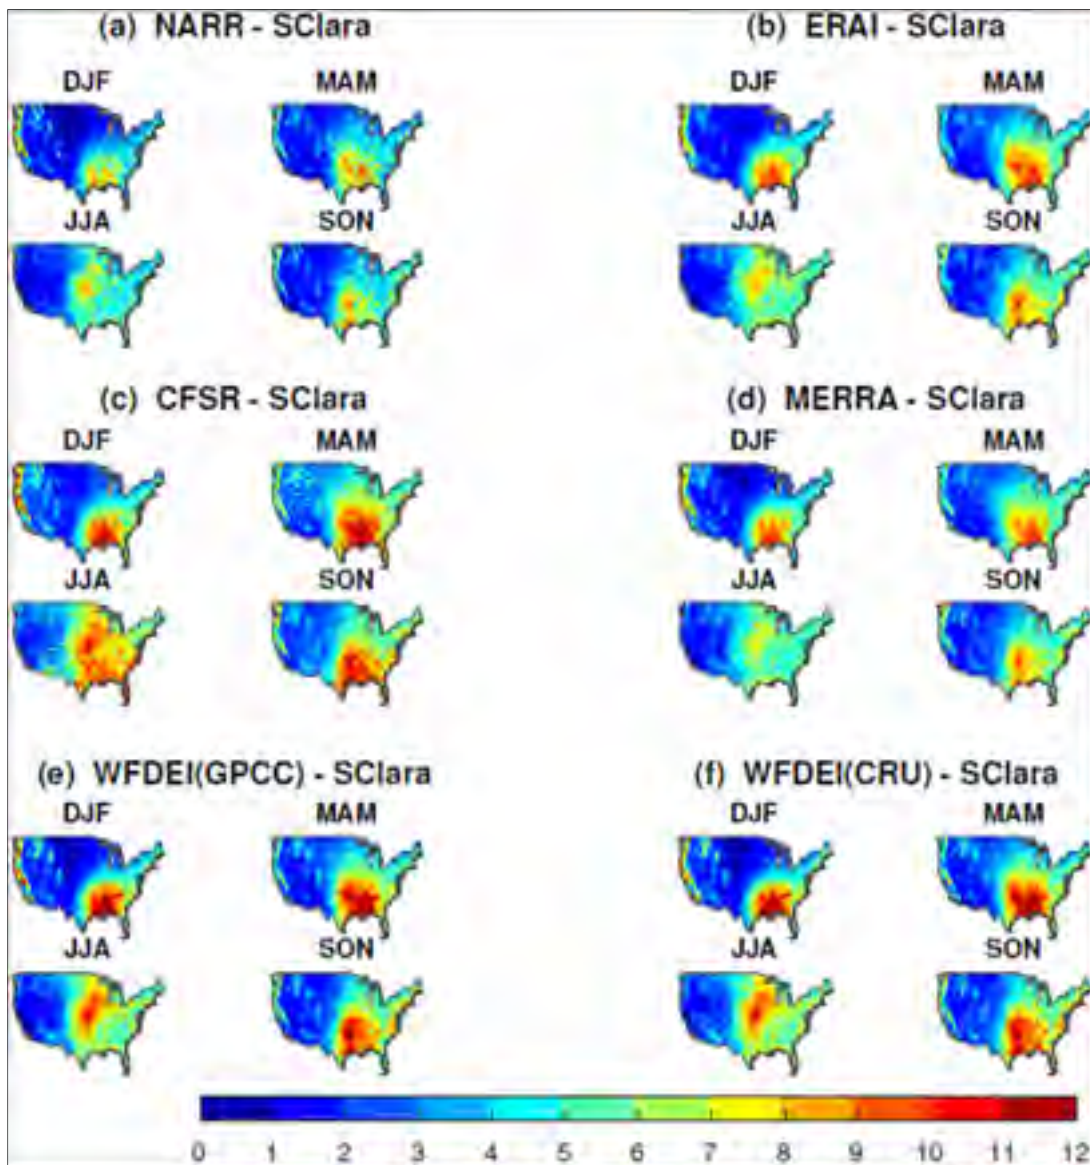 (a) NARR - SClara
(b) ERAI - SClara
DJF
MAM
DJF
MAM
JJA
SON
JJA
SON
(c) CFSR - SClara
(d) MERRA - SClara
DJF
MAM
DJF
MAM
JJA
SON
JJA
SON
(e) WFDEI(GPCC) - SClara
(f) WFDEI(CRU) - SClara
DJF
MAM
DJF
MAM
JJA
SON
JJA
SON
0 1 2 3 4 5 6 7 8 9 10 11 12